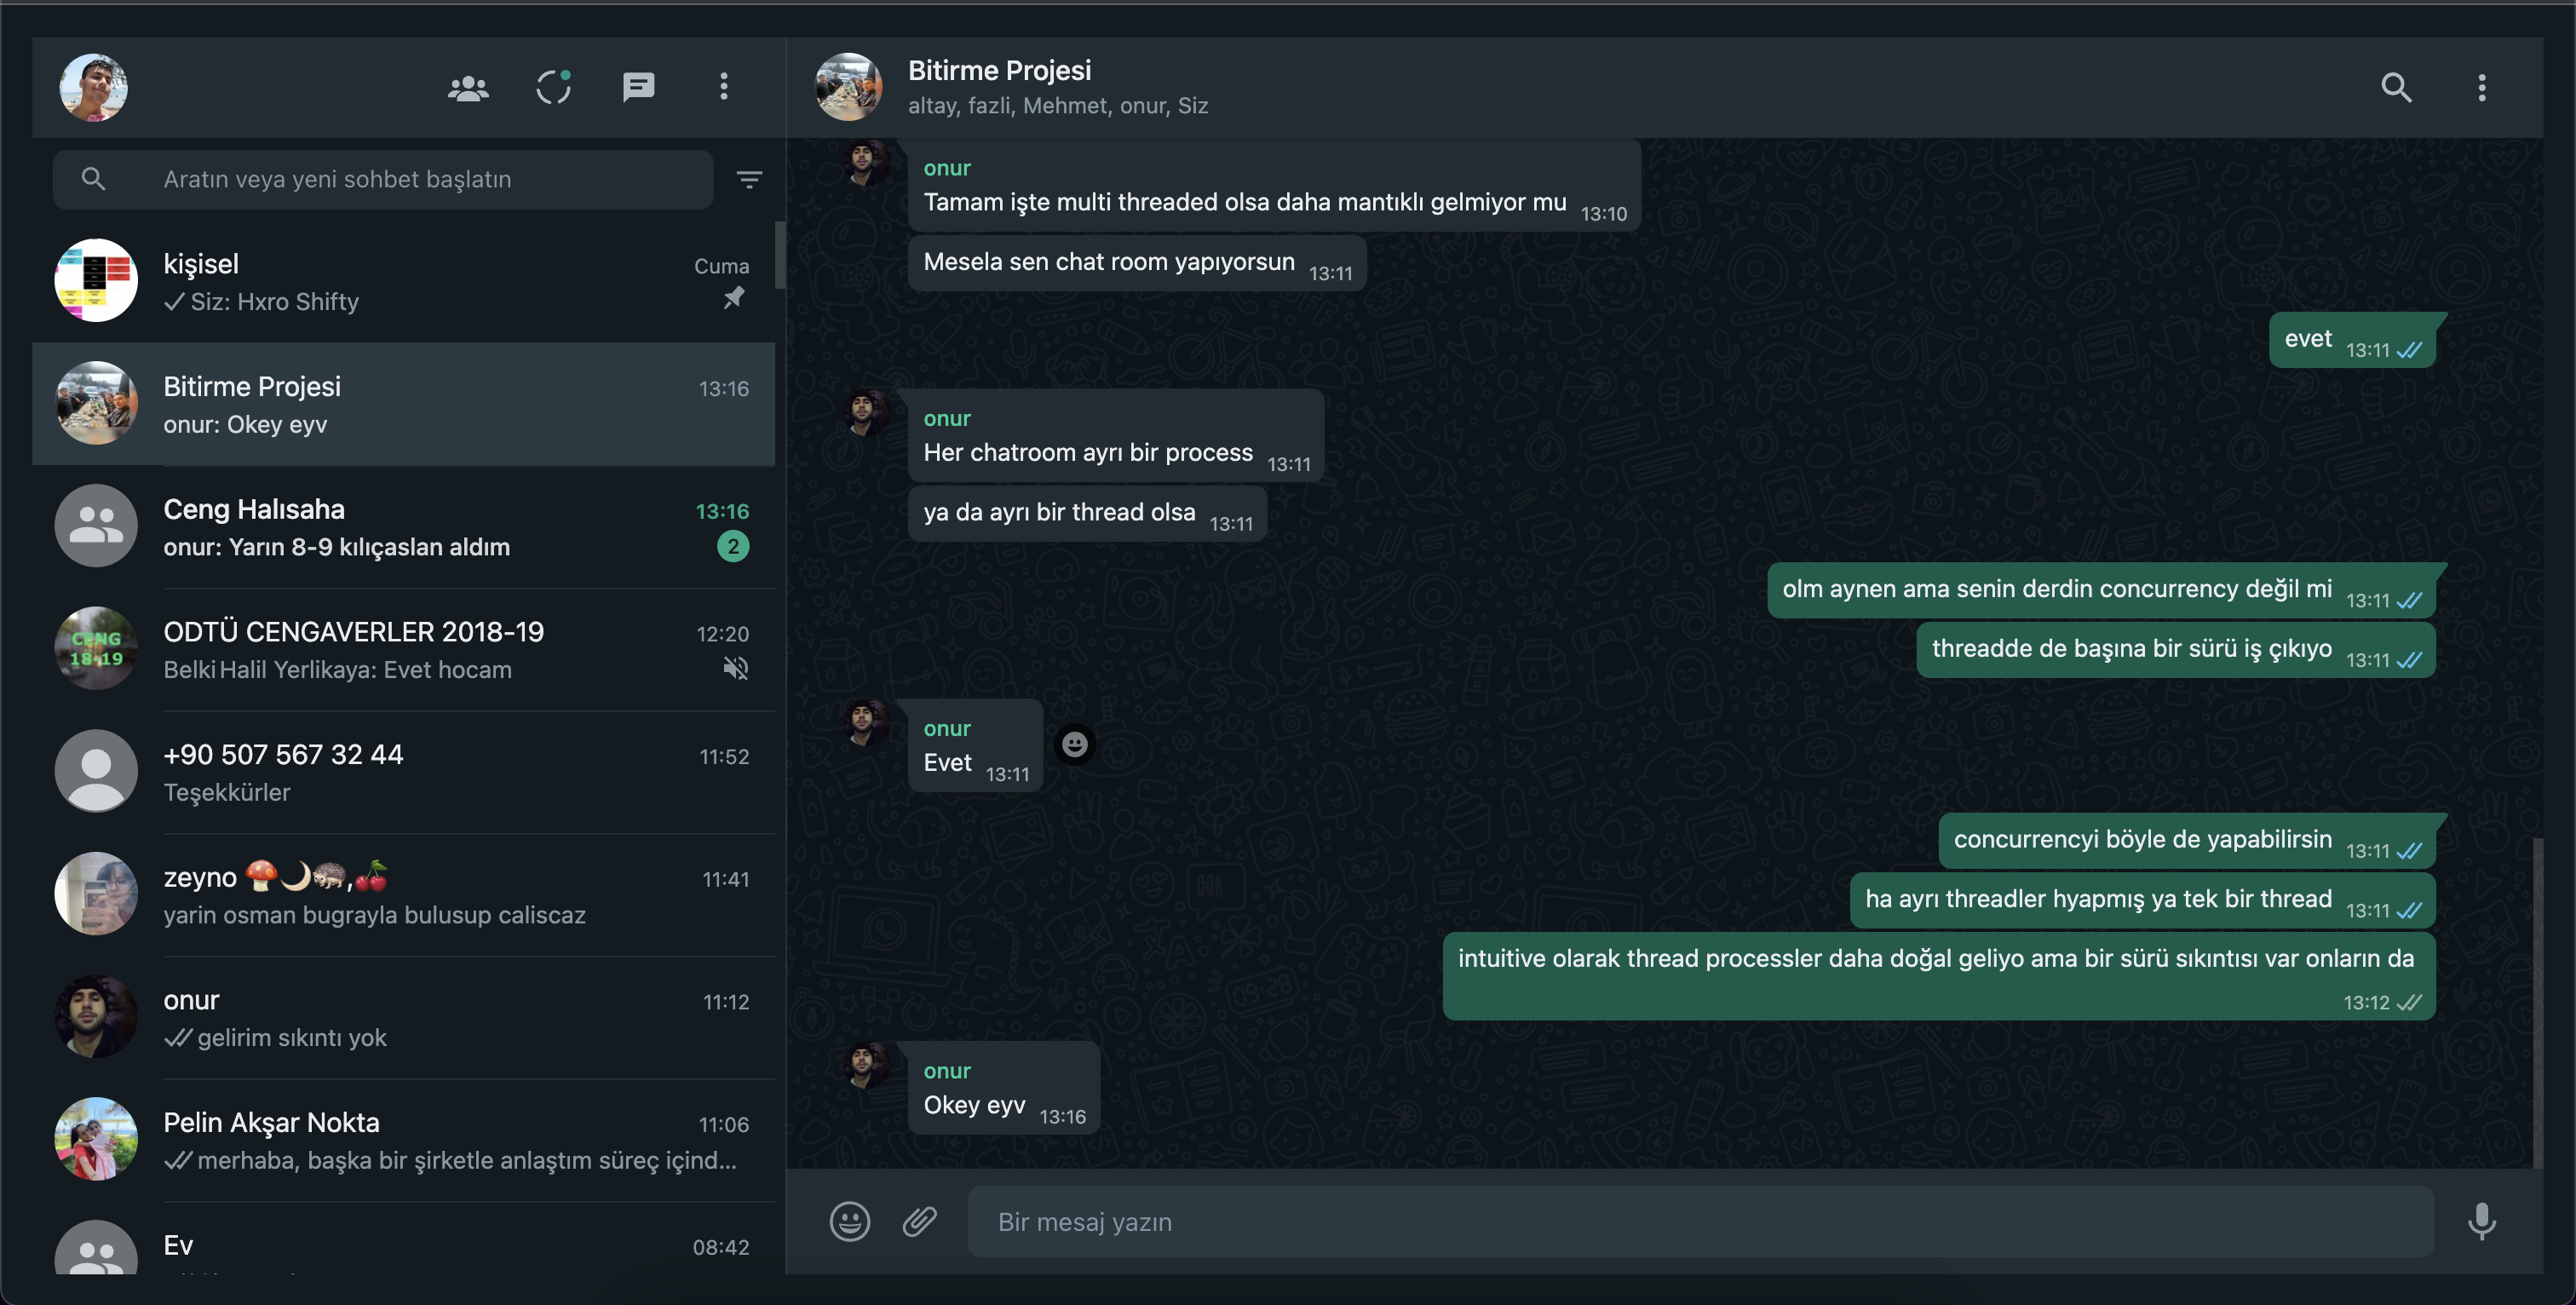 Aratın veya yeni sohbet başlatın
kişisel
Cuma
Siz: Hxro Shifty
Bitirme Projesi
13:16
onur: Okey eyv
Ceng Halısaha
13:16
onur: Yarın 8-9 kılıçaslan aldım
2
CENG
18-19
ODTÜ CENGAVERLER 2018-19
12:20
Belki Halil Yerlikaya: Evet hocam
+90 507 567 32 44
11:52
Teşekkürler
zeyno 🍄🌙🦔,🍒
11:41
yarin osman bugrayla bulusup caliscaz
onur
11:12
gelirim sıkıntı yok
Pelin Akşar Nokta
11:06
merhaba, başka bir şirketle anlaştım süreç içind...
Ev
08:42
Bitirme Projesi
altay, fazli, Mehmet, onur, Siz
onur
Tamam işte multi threaded olsa daha mantıklı gelmiyor mu 13:10
Mesela sen chat room yapıyorsun 13:11
evet 13:11
onur
Her chatroom ayrı bir process 13:11
ya da ayrı bir thread olsa 13:11
olm aynen ama senin derdin concurrency değil mi 13:11
threadde de başına bir sürü iş çıkıyo 13:11
onur
Evet 13:11
concurrencyi böyle de yapabilirsin 13:11
ha ayrı threadler hyapmış ya tek bir thread 13:11
intuitive olarak thread processler daha doğal geliyo ama bir sürü sıkıntısı var onların da
13:12
onur
Okey eyv 13:16
Bir mesaj yazın